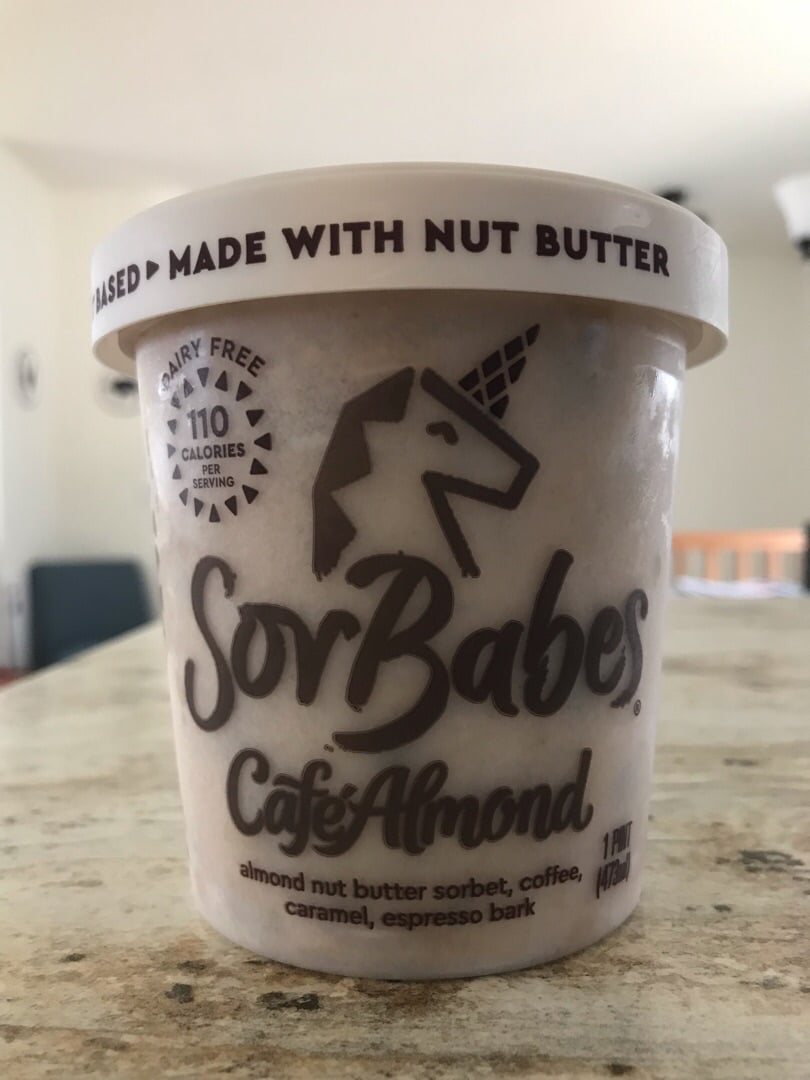 BASED ▸ MADE WITH NUT BUTTER
DAIRY FREE
110
CALORIES
PER
SERVING
SorBabes®
Café Almond
almond nut butter sorbet, coffee,
caramel, espresso bark
1 PINT
(473ml)